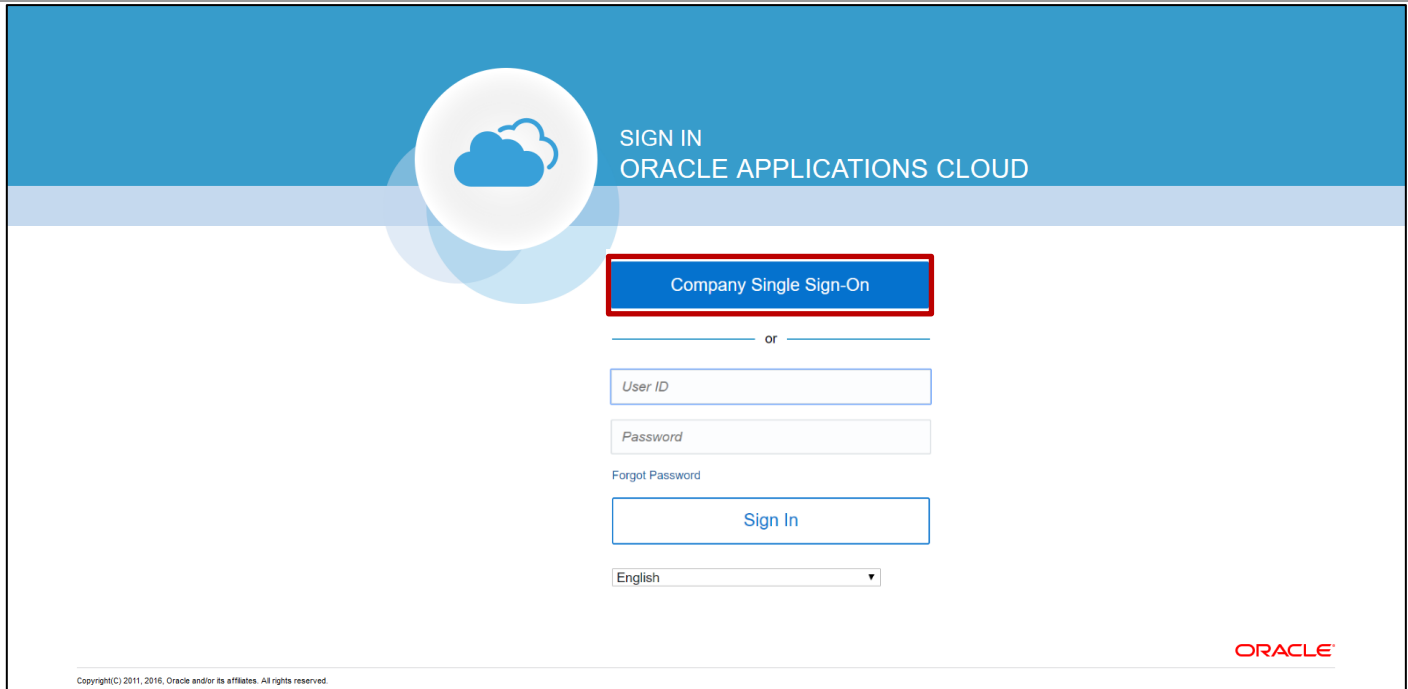 SIGN IN
ORACLE APPLICATIONS CLOUD
Company Single Sign-On
or
User ID
Password
Forgot Password
Sign In
English
ORACLE
Copyright(C) 2011, 2016, Oracle and/or its affiliates. All rights reserved.